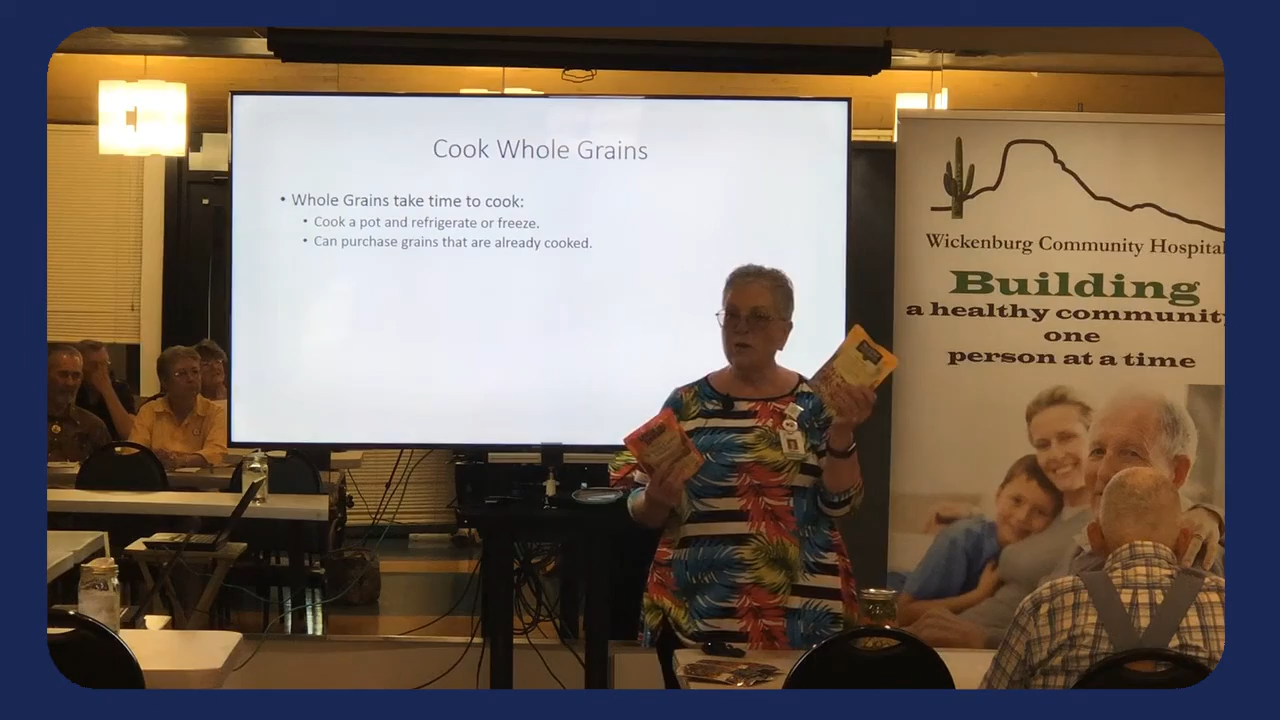 Cook Whole Grains
• Whole Grains take time to cook:
• Cook a pot and refrigerate or freeze.
• Can purchase grains that are already cooked.
Wickenburg Community Hospital
Building
a healthy community
one
person at a time